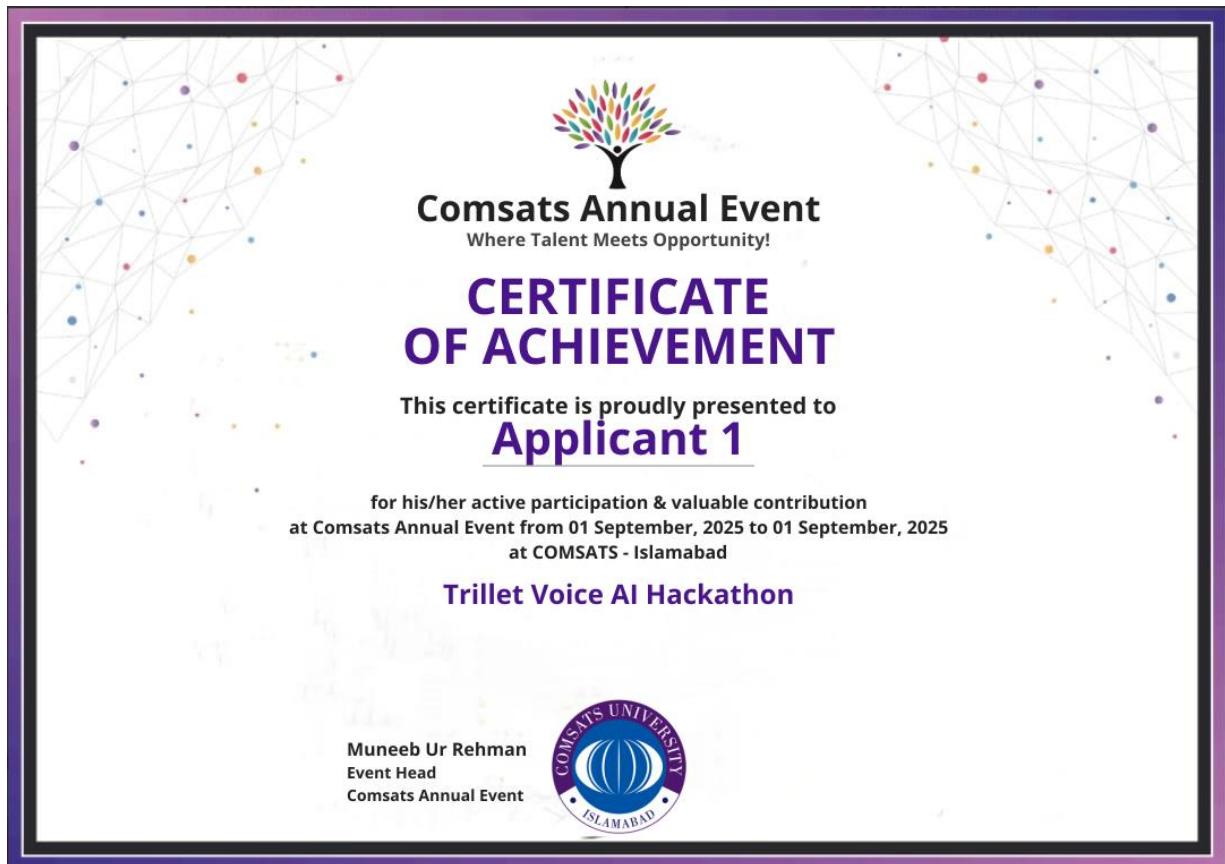 Comsats Annual Event
Where Talent Meets Opportunity!
CERTIFICATE
OF ACHIEVEMENT
This certificate is proudly presented to
Applicant 1
for his/her active participation & valuable contribution
at Comsats Annual Event from 01 September, 2025 to 01 September, 2025
at COMSATS - Islamabad
Trillet Voice AI Hackathon
Muneeb Ur Rehman
Event Head
Comsats Annual Event
COMSATS UNIVERSITY
ISLAMABAD